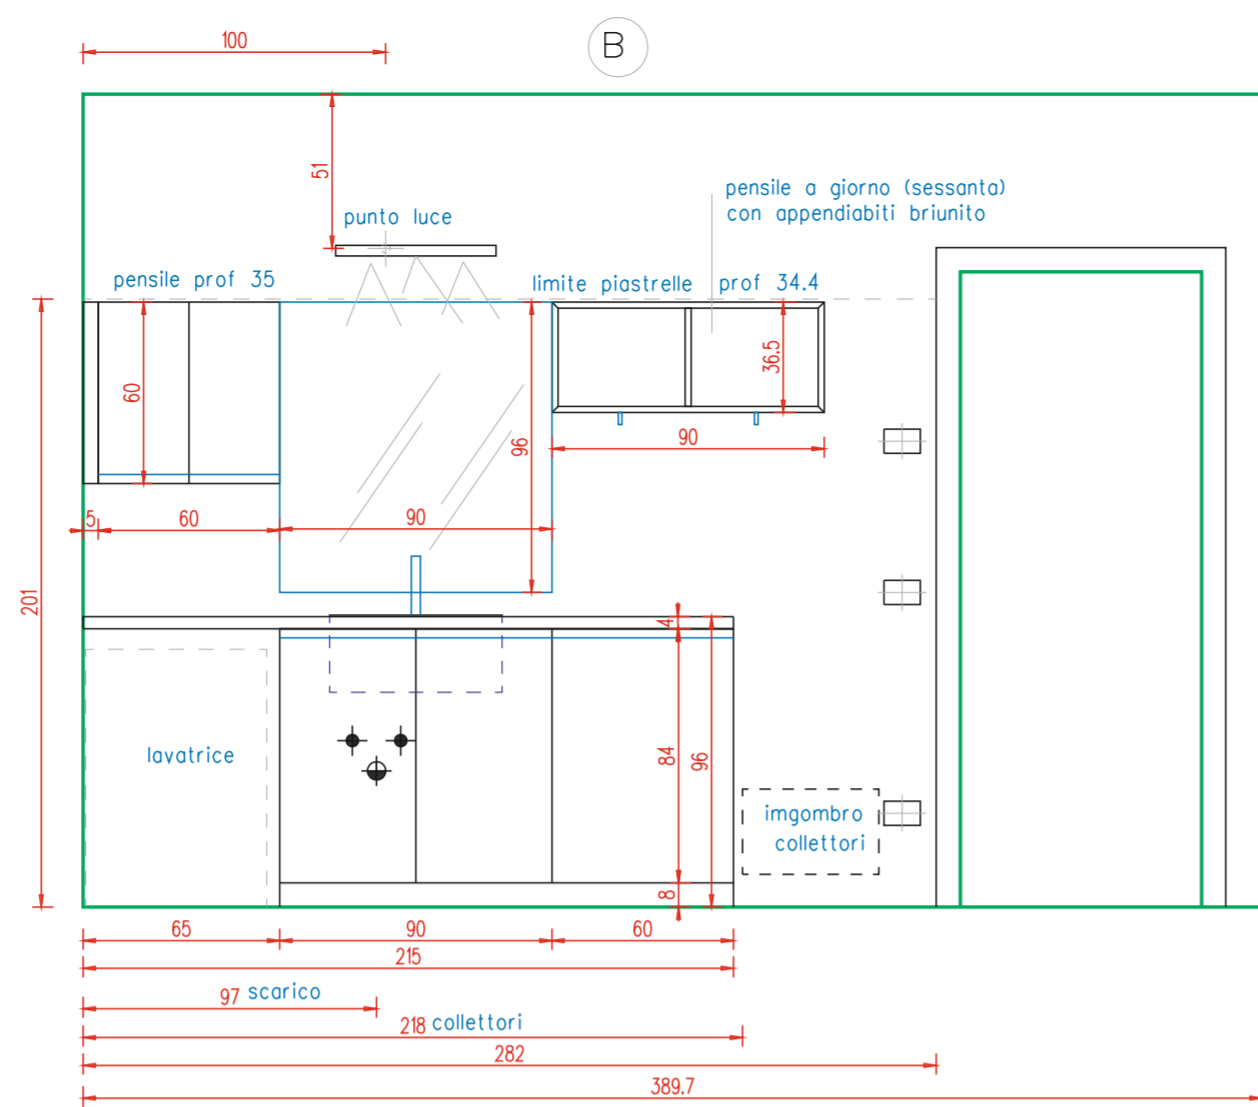 100
B
51
punto luce
pensile a giorno (sessanta)
con appendiabiti briunito
pensile prof 35
limite piastrelle prof 34.4
60
36.5
96
90
5
60
90
201
4
84
96
lavatrice
imgombro
collettori
8
65
90
60
215
97 scarico
218 collettori
282
389.7